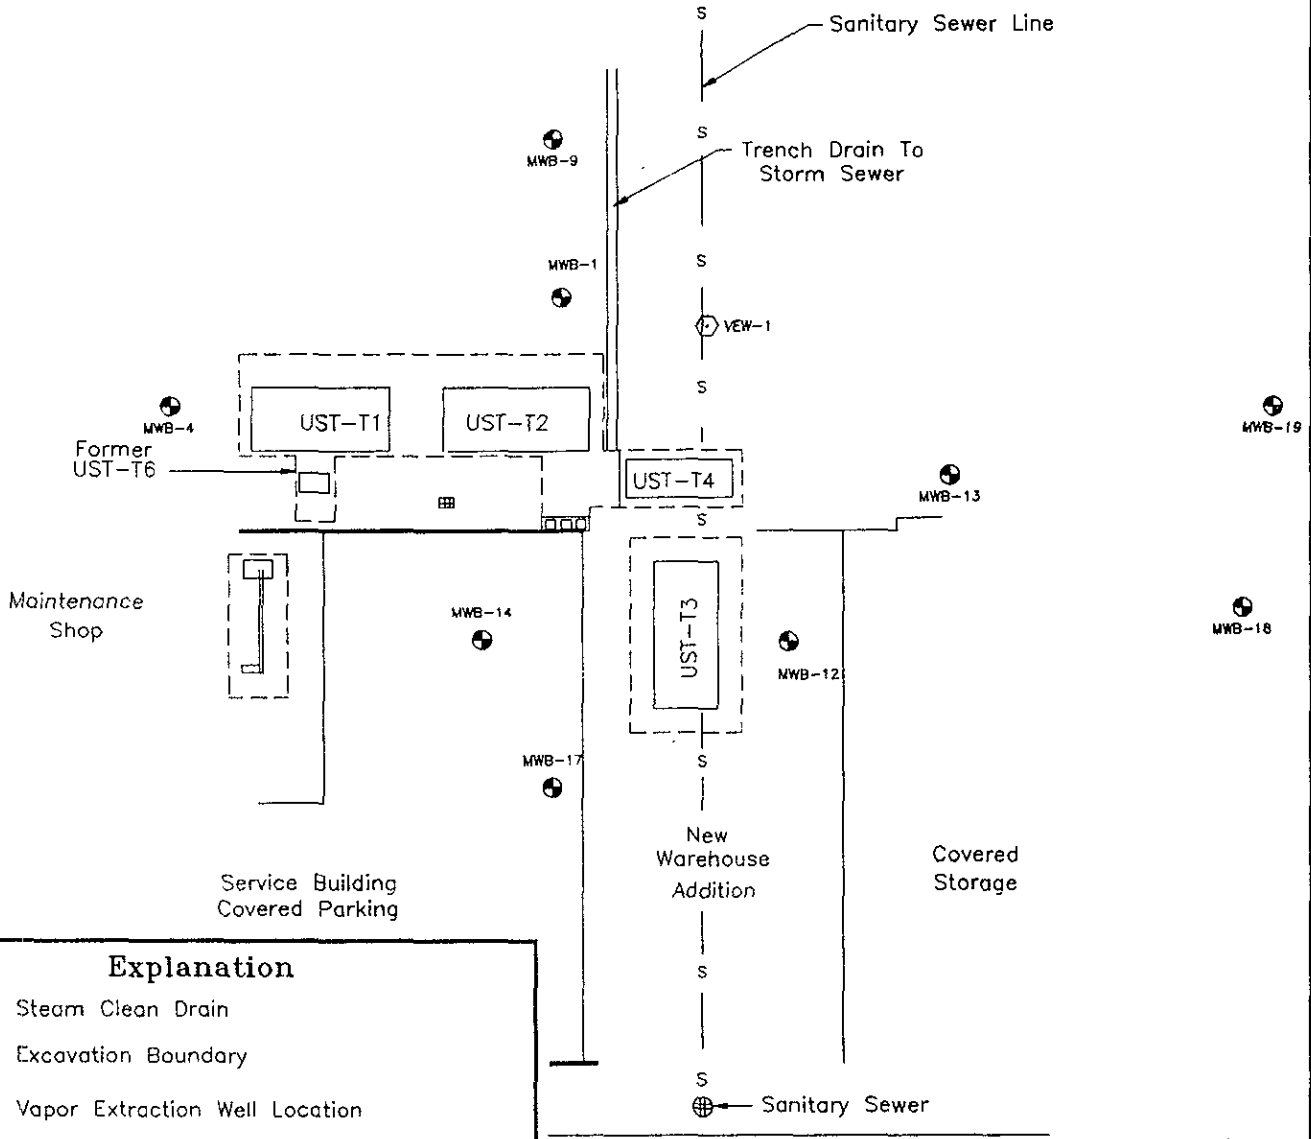 S
Sanitary Sewer Line
S
MWB-9
Trench Drain To
Storm Sewer
S
MWB-1
VEW-1
S
MWB-4
UST-T1
UST-T2
MWB-19
Former
UST-T6
UST-T4
MWB-13
S
Maintenance
Shop
MWB-14
UST-T3
MWB-12
MWB-18
MWB-17
S
New
Warehouse
Addition
Covered
Storage
Service Building
Covered Parking
Explanation
Steam Clean Drain
Excavation Boundary
Vapor Extraction Well Location
S
S
Sanitary Sewer